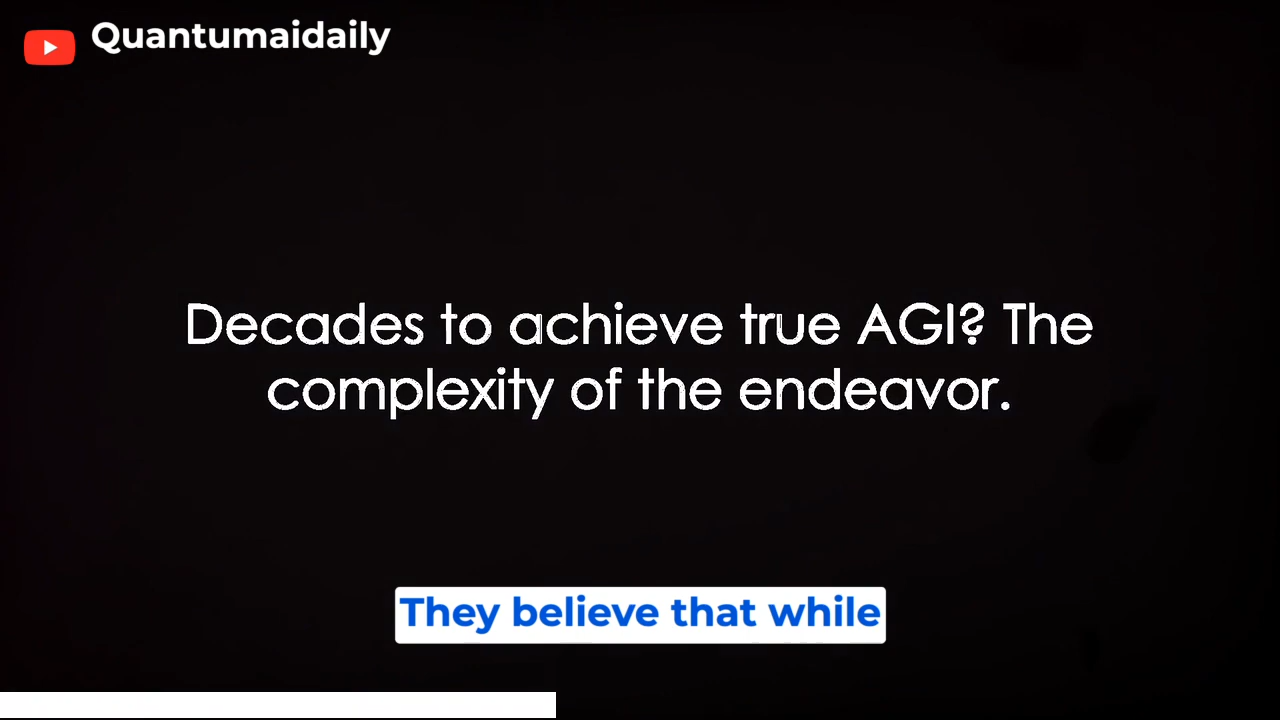 Quantumaidaily
Decades to achieve true AGI? The
complexity of the endeavor.
They believe that while